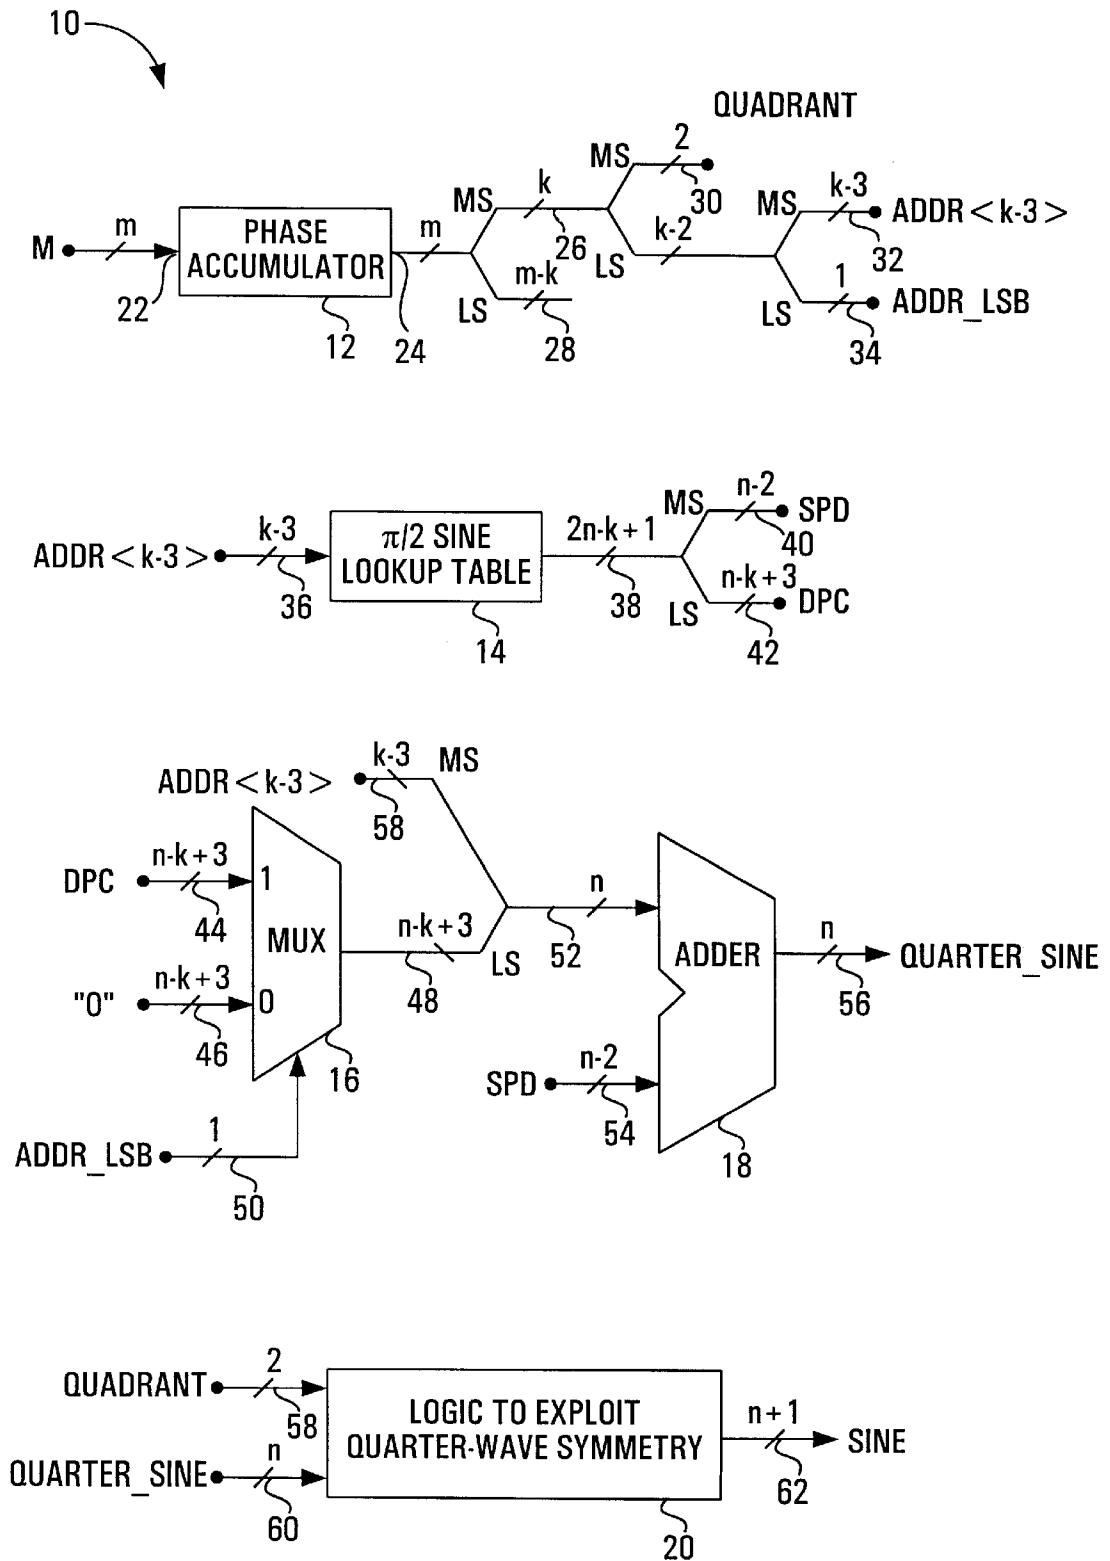 10
QUADRANT
MS 2
30
MS k
26
k-2
LS
MS k-3 ADDR<k-3>
32
M m
22
PHASE
ACCUMULATOR
12
24
m
LS m-k
28
LS 1 ADDR_LSB
34
ADDR<k-3> k-3
36
π/2 SINE
LOOKUP TABLE
14
2n-k+1
38
MS n-2 SPD
40
LS n-k+3 DPC
42
ADDR<k-3> k-3 MS
58
DPC n-k+3 1
44
MUX
"0" n-k+3 0
46
16
n-k+3
48
LS
n
52
ADDER
n QUARTER_SINE
56
SPD n-2
54
18
ADDR_LSB 1
50
QUADRANT 2
58
QUARTER_SINE n
60
LOGIC TO EXPLOIT
QUARTER-WAVE SYMMETRY
20
n+1 SINE
62